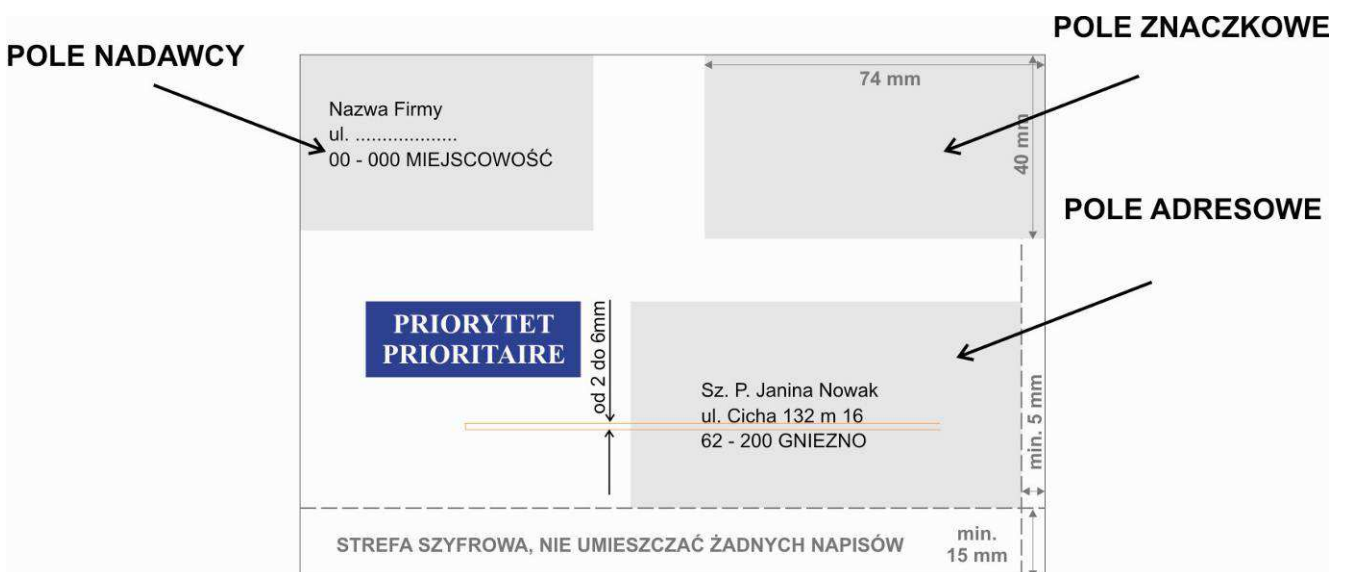 POLE ZNACZKOWE
POLE NADAWCY
74 mm
Nazwa Firmy
ul. ...................
00 - 000 MIEJSCOWOŚĆ
40 mm
POLE ADRESOWE
PRIORYTET
PRIORITAIRE
od 2 do 6mm
Sz. P. Janina Nowak
ul. Cicha 132 m 16
62 - 200 GNIEZNO
min. 5 mm
STREFA SZYFROWA, NIE UMIESZCZAĆ ŻADNYCH NAPISÓW
min.
15 mm